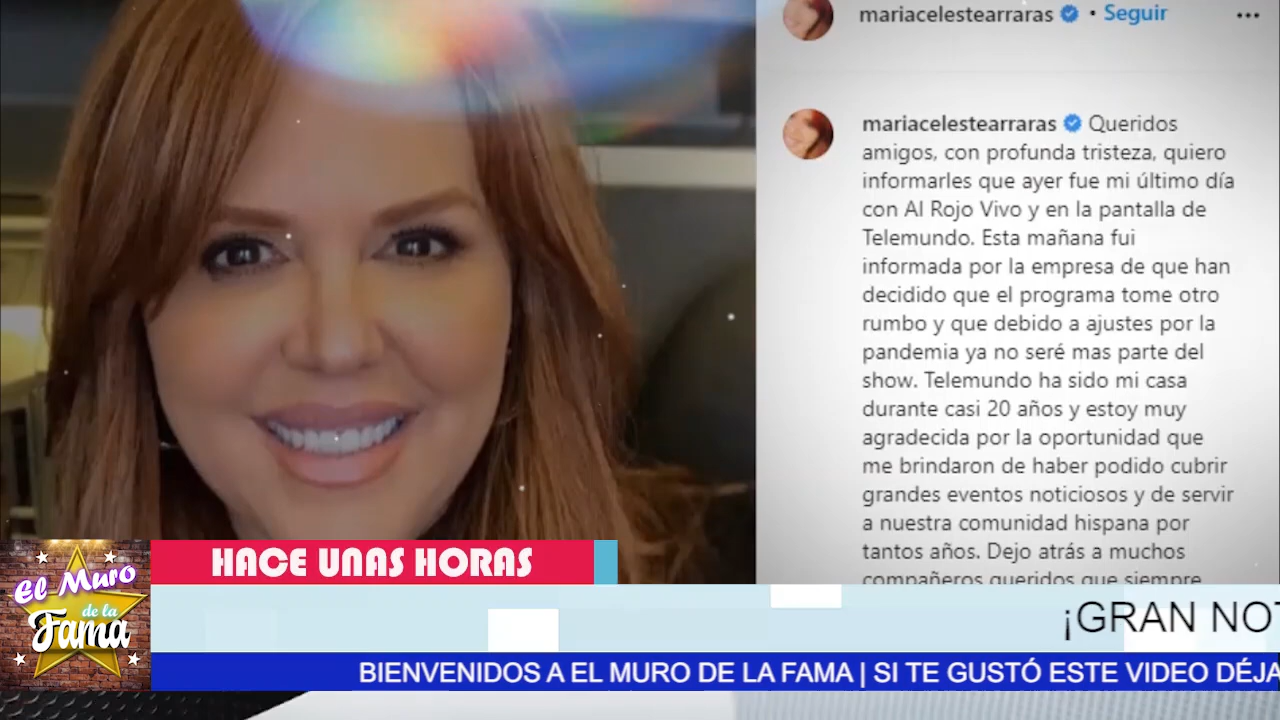 mariacelestearraras • Seguir
mariacelestearraras Queridos
amigos, con profunda tristeza, quiero
informarles que ayer fue mi último día
con Al Rojo Vivo y en la pantalla de
Telemundo. Esta mañana fui
informada por la empresa de que han
decidido que el programa tome otro
rumbo y que debido a ajustes por la
pandemia ya no seré mas parte del
show. Telemundo ha sido mi casa
durante casi 20 años y estoy muy
agradecida por la oportunidad que
me brindaron de haber podido cubrir
grandes eventos noticiosos y de servir
a nuestra comunidad hispana por
tantos años. Dejo atrás a muchos
compañeros queridos que siempre
HACE UNAS HORAS
El Muro
de la
Fama
¡GRAN NOT
BIENVENIDOS A EL MURO DE LA FAMA | SI TE GUSTÓ ESTE VIDEO DÉJA